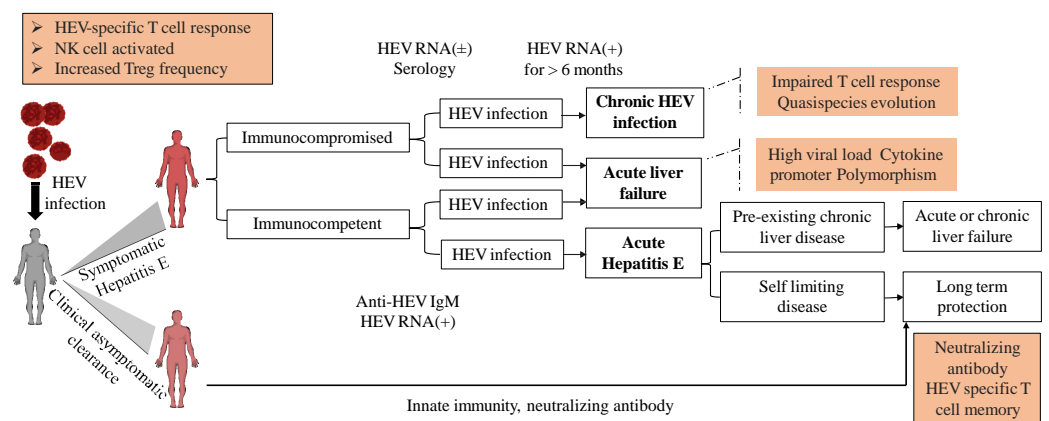 ➢ HEV-specific T cell response
➢ NK cell activated
➢ Increased Treg frequency
HEV RNA(±)
Serology
HEV RNA(+)
for > 6 months
Impaired T cell response
Quasispecies evolution
HEV
infection
Immunocompromised
HEV infection
Chronic HEV
infection
HEV infection
Acute liver
failure
High viral load Cytokine
promoter Polymorphism
Immunocompetent
HEV infection
HEV infection
Acute
Hepatitis E
Pre-existing chronic
liver disease
Acute or chronic
liver failure
Self limiting
disease
Long term
protection
Symptomatic
Hepatitis E
Clinical asymptomatic
clearance
Anti-HEV IgM
HEV RNA(+)
Innate immunity, neutralizing antibody
Neutralizing
antibody
HEV specific T
cell memory